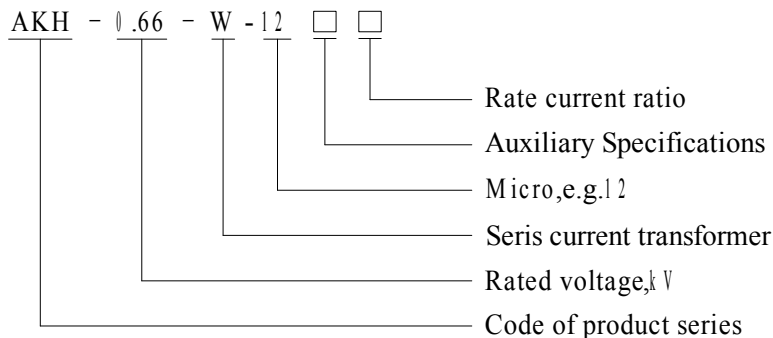 AKH - 0.66 - W - 12 □ □
Rate current ratio
Auxiliary Specifications
Micro,e.g.12
Seris current transformer
Rated voltage,kV
Code of product series